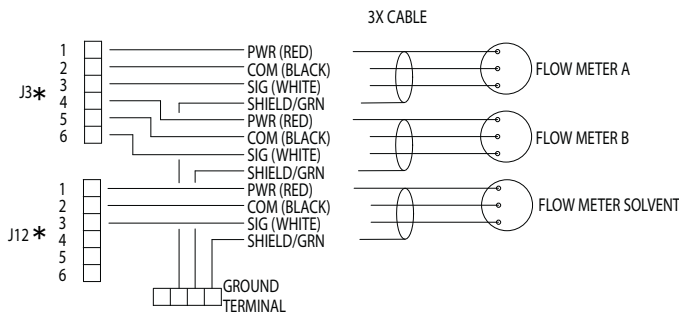 3X CABLE
1 PWR (RED)
2 COM (BLACK) FLOW METER A
3 SIG (WHITE)
J3* 4 SHIELD/GRN
5 PWR (RED)
6 COM (BLACK) FLOW METER B
SIG (WHITE)
SHIELD/GRN
1 PWR (RED)
2 COM (BLACK) FLOW METER SOLVENT
3 SIG (WHITE)
J12* 4 SHIELD/GRN
5
6
GROUND
TERMINAL